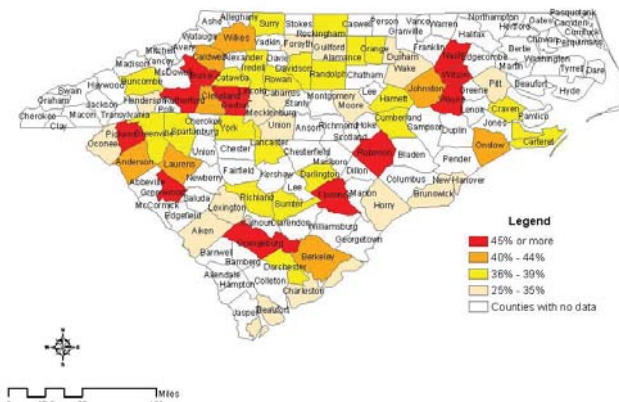 Alleghany
Ashe Surry Stokes Caswell Person Vance Warren Northampton Pasquotank
Rockingham Granville Halifax Hertford Gates Camden
Watauga Wilkes Yadkin Forsyth Guilford Orange Franklin Bertie Chowan
Mitchell Avery Caldwell Alexander Davie Alamance Durham Nash Edgecombe Martin Washington
Madison Yancey Iredell Davidson Wake Wilson Tyrrell Dare
McDowell Burke Catawba Rowan Randolph Chatham Pitt Beaufort
Buncombe Lincoln Johnston Greene Hyde
Swain Haywood Rutherford Cleveland Cabarrus Lee Wayne
Graham Henderson Gaston Stanly Montgomery Moore Harnett Lenoir Craven
Jackson Polk Mecklenburg Pamlico
Cherokee Macon Transylvania Cherokee York Union Anson Richmond Hoke Cumberland Sampson Duplin Jones
Clay Greenville Spartanburg Carteret
Oconee Pickens Union Chester Lancaster Chesterfield Robeson Bladen Onslow
Anderson Laurens Marlboro Pender
Fairfield Kershaw Darlington Dillon
Abbeville Newberry Lee Columbus New Hanover
Greenwood Saluda Richland Florence Marion Brunswick
McCormick Lexington Sumter Horry
Edgefield
Aiken Calhoun Clarendon Williamsburg
Orangeburg Georgetown
Barnwell Berkeley
Bamberg Dorchester
Allendale Colleton
Hampton Charleston
Jasper Beaufort
Legend
45% or more
40% - 44%
36% - 39%
25% - 35%
Counties with no data
N
Miles